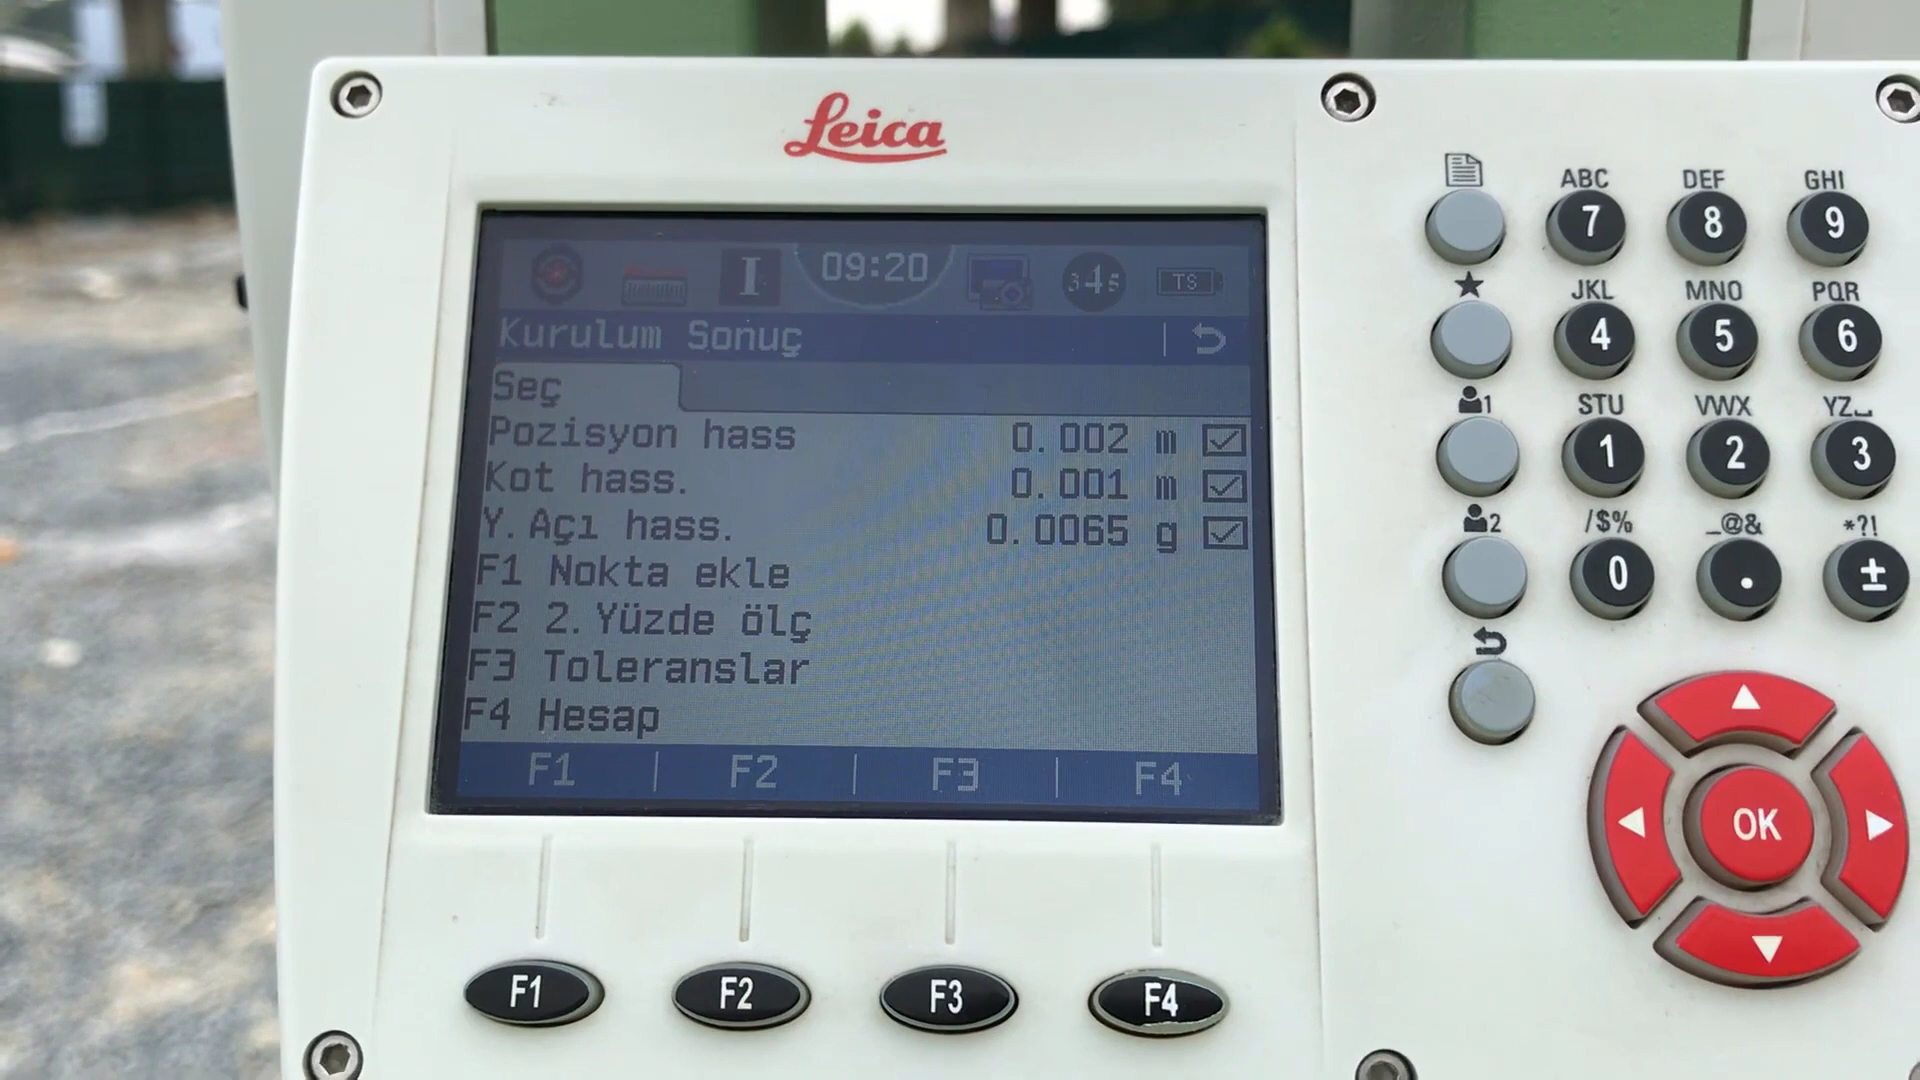 Leica
I 09:20 345 TS
Kurulum Sonuç
Seç
Pozisyon hass 0.002 m
Kot hass. 0.001 m
Y.Açı hass. 0.0065 g
F1 Nokta ekle
F2 2.Yüzde ölç
F3 Toleranslar
F4 Hesap
F1 F2 F3 F4
F1 F2 F3 F4
ABC DEF GHI
7 8 9
JKL MNO PQR
4 5 6
1 STU VWX YZ
1 2 3
2 /$% _@& *?!
0 . ±
OK